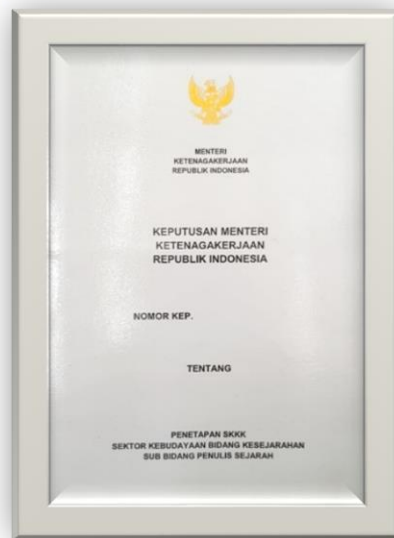 MENTERI
KETENAGAKERJAAN
REPUBLIK INDONESIA
KEPUTUSAN MENTERI
KETENAGAKERJAAN
REPUBLIK INDONESIA
NOMOR KEP.
TENTANG
PENETAPAN SKKK
SEKTOR KEBUDAYAAN BIDANG KESEJARAHAN
SUB BIDANG PENULIS SEJARAH